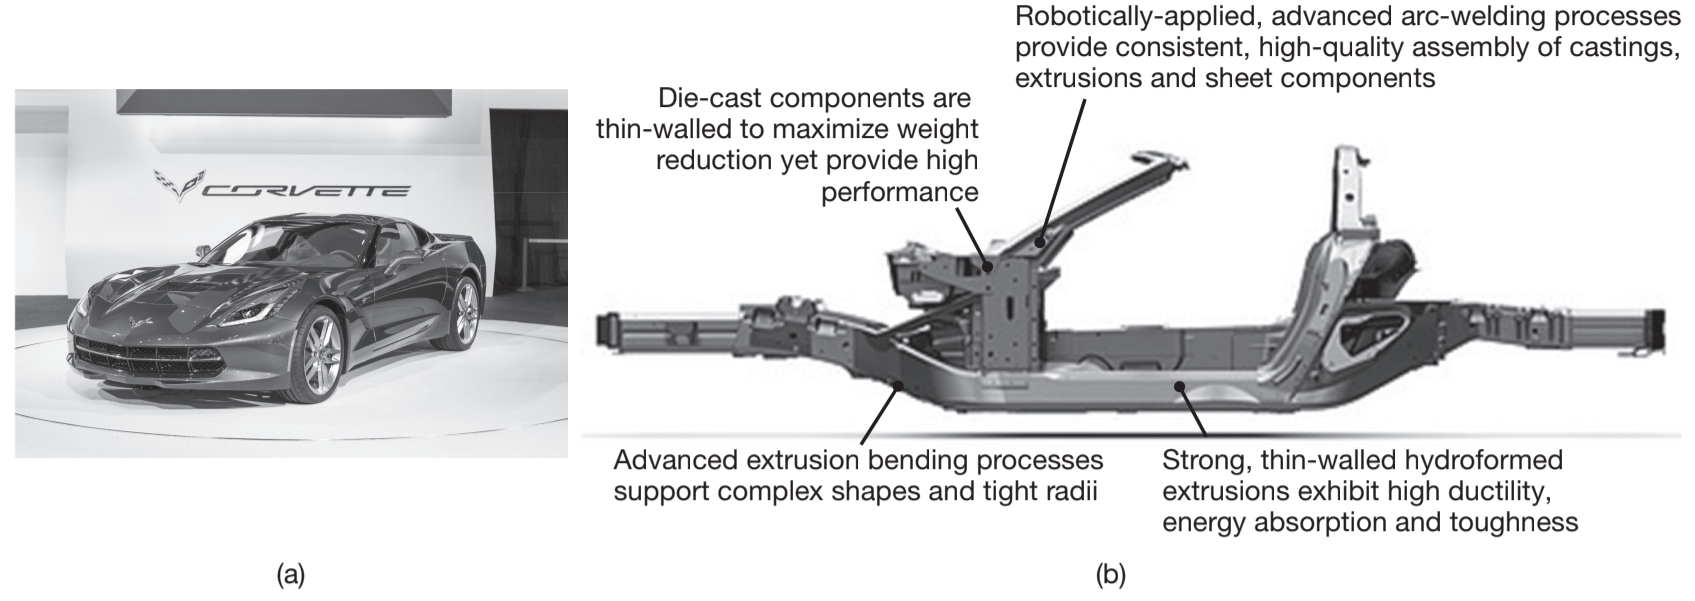 Robotically-applied, advanced arc-welding processes
provide consistent, high-quality assembly of castings,
extrusions and sheet components
Die-cast components are
thin-walled to maximize weight
reduction yet provide high
performance
CORVETTE
Advanced extrusion bending processes
support complex shapes and tight radii
Strong, thin-walled hydroformed
extrusions exhibit high ductility,
energy absorption and toughness
(a)
(b)